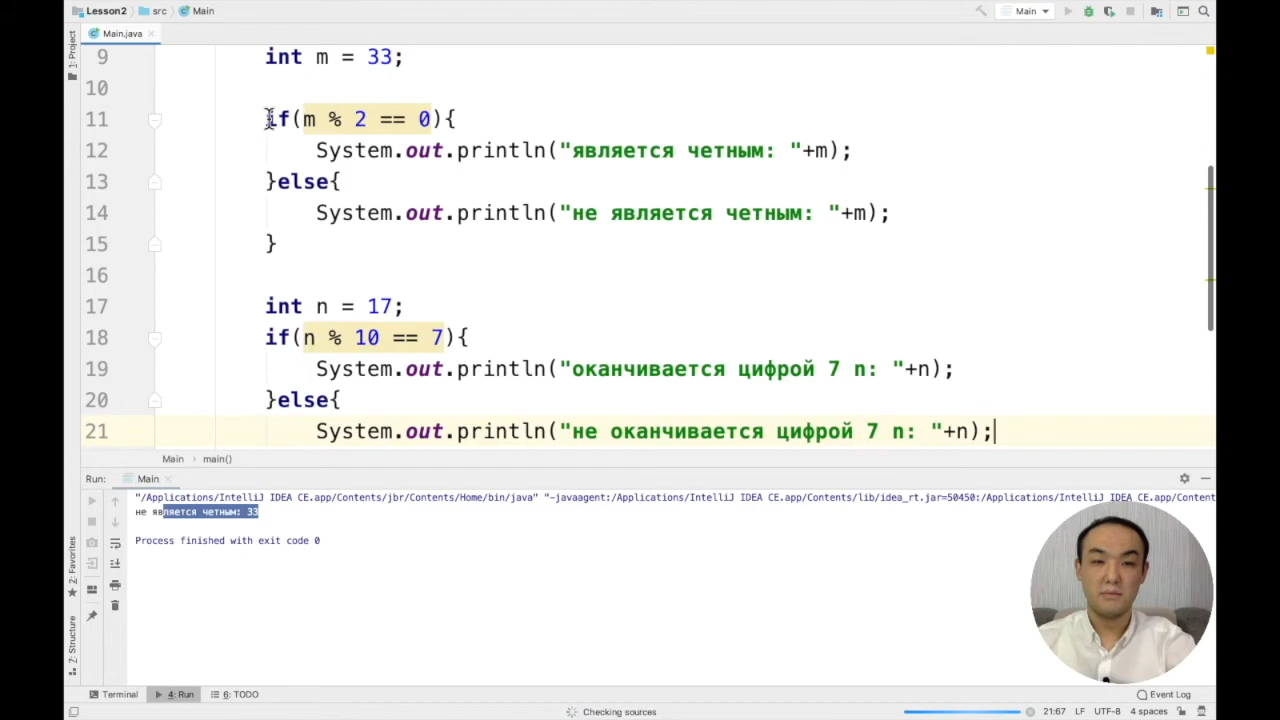 Lesson2 src Main
Main
Main.java
1: Project
9 int m = 33;
10
11 if(m % 2 == 0){
12 System.out.println("является четным: "+m);
13 }else{
14 System.out.println("не является четным: "+m);
15 }
16
17 int n = 17;
18 if(n % 10 == 7){
19 System.out.println("оканчивается цифрой 7 n: "+n);
20 }else{
21 System.out.println("не оканчивается цифрой 7 n: "+n);
Main main()
Run: Main
"/Applications/IntelliJ IDEA CE.app/Contents/jbr/Contents/Home/bin/java" "-javaagent:/Applications/IntelliJ IDEA CE.app/Contents/lib/idea_rt.jar=50450:/Applications/IntelliJ IDEA CE.app/Content
не является четным: 33
Process finished with exit code 0
2: Favorites
Z: Structure
Terminal 4: Run 6: TODO Event Log
Checking sources 21:67 LF UTF-8 4 spaces